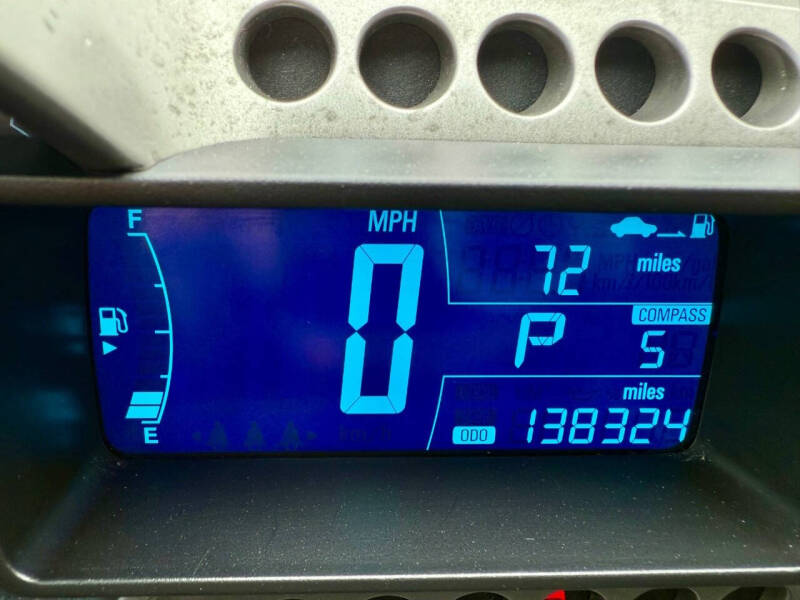 F
MPH
72 miles
0
COMPASS
P S
miles
E
ODO 138324